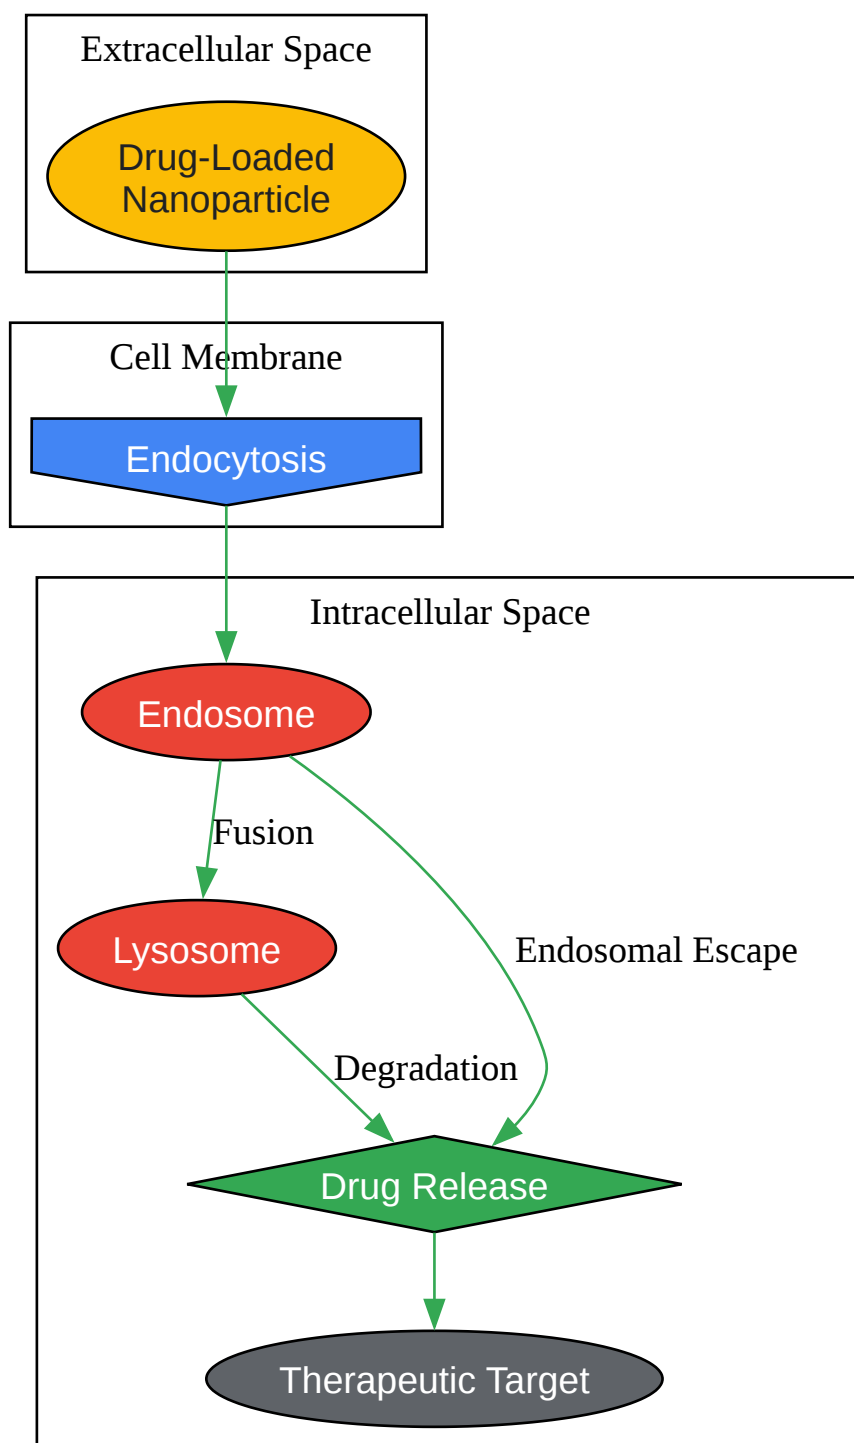 Extracellular Space
Drug-Loaded
Nanoparticle
Cell Membrane
Endocytosis
Intracellular Space
Endosome
Fusion
Lysosome
Endosomal Escape
Degradation
Drug Release
Therapeutic Target